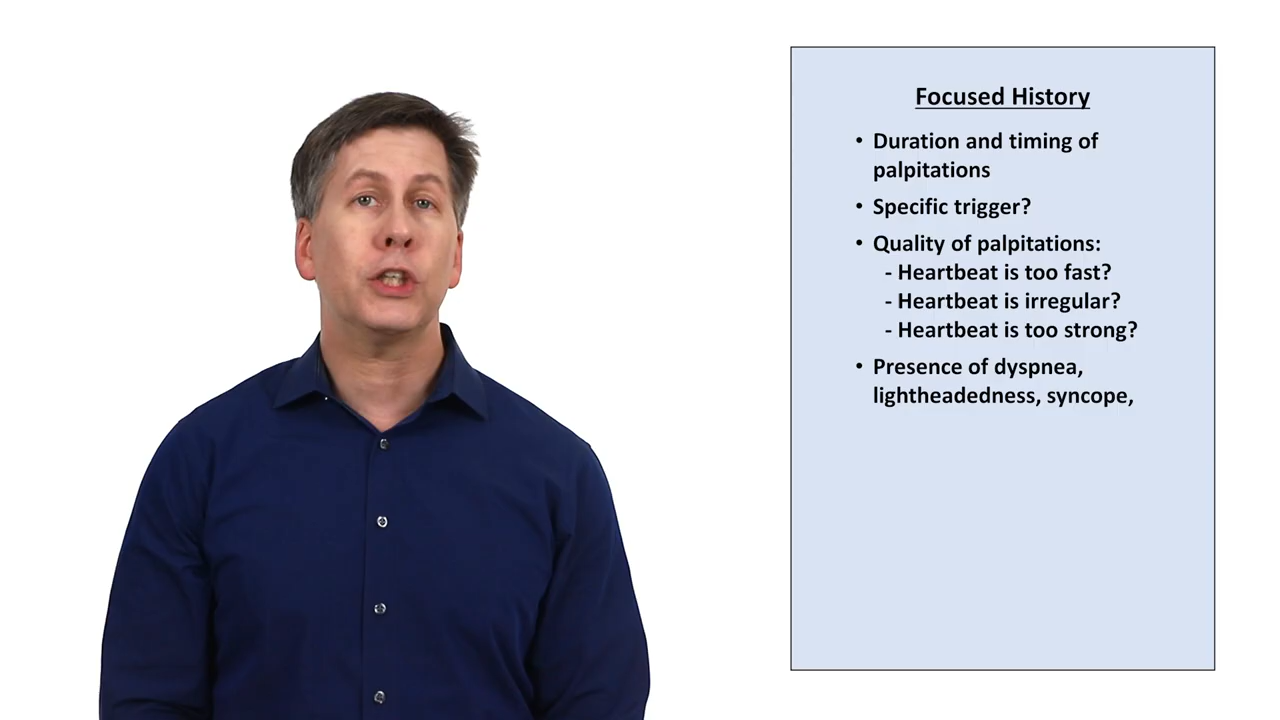 Focused History
• Duration and timing of
palpitations
• Specific trigger?
• Quality of palpitations:
- Heartbeat is too fast?
- Heartbeat is irregular?
- Heartbeat is too strong?
• Presence of dyspnea,
lightheadedness, syncope,